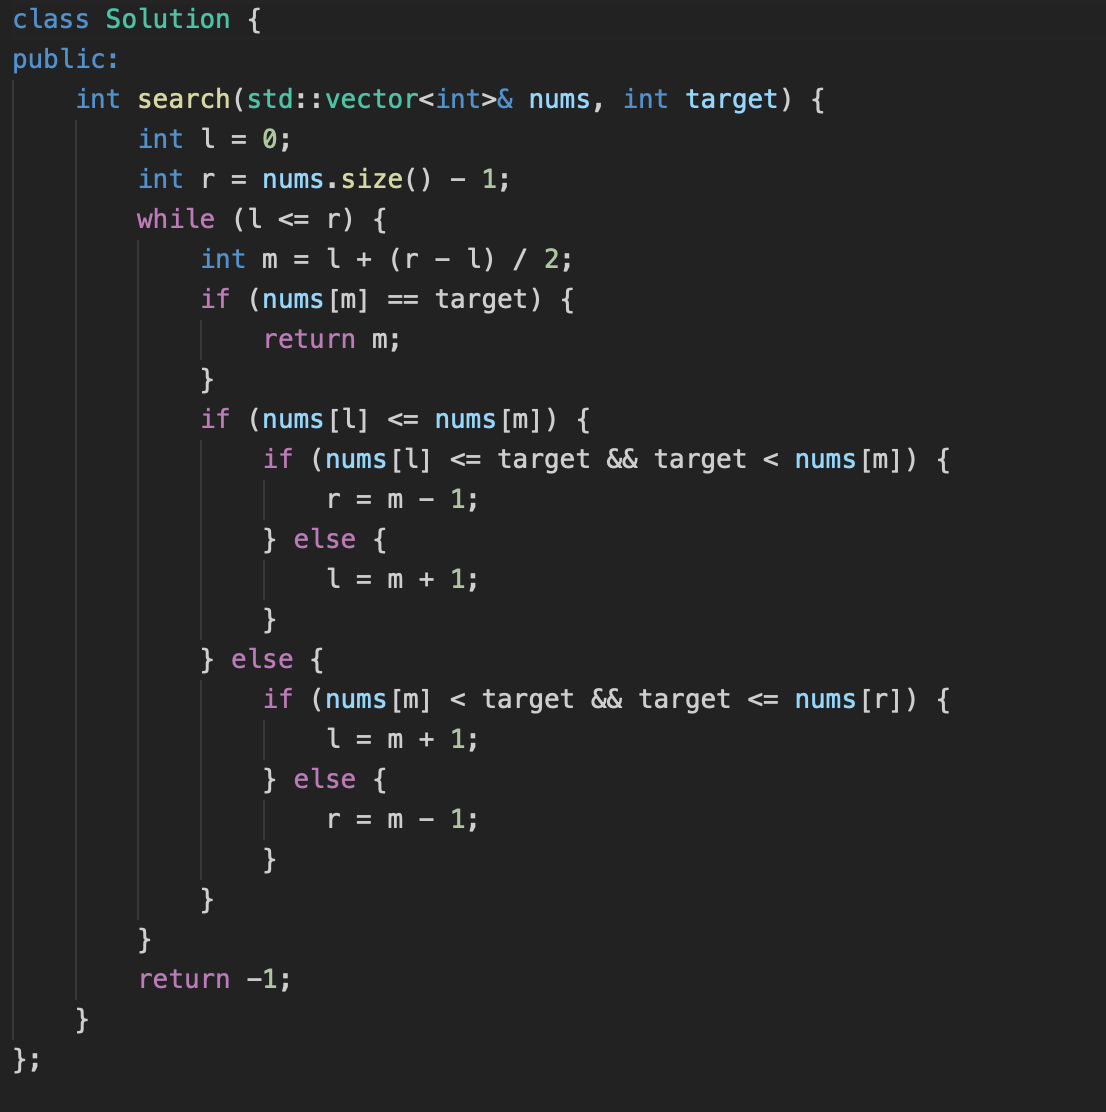 class Solution {
public:
    int search(std::vector<int>& nums, int target) {
        int l = 0;
        int r = nums.size() - 1;
        while (l <= r) {
            int m = l + (r - l) / 2;
            if (nums[m] == target) {
                return m;
            }
            if (nums[l] <= nums[m]) {
                if (nums[l] <= target && target < nums[m]) {
                    r = m - 1;
                } else {
                    l = m + 1;
                }
            } else {
                if (nums[m] < target && target <= nums[r]) {
                    l = m + 1;
                } else {
                    r = m - 1;
                }
            }
        }
        return -1;
    }
};